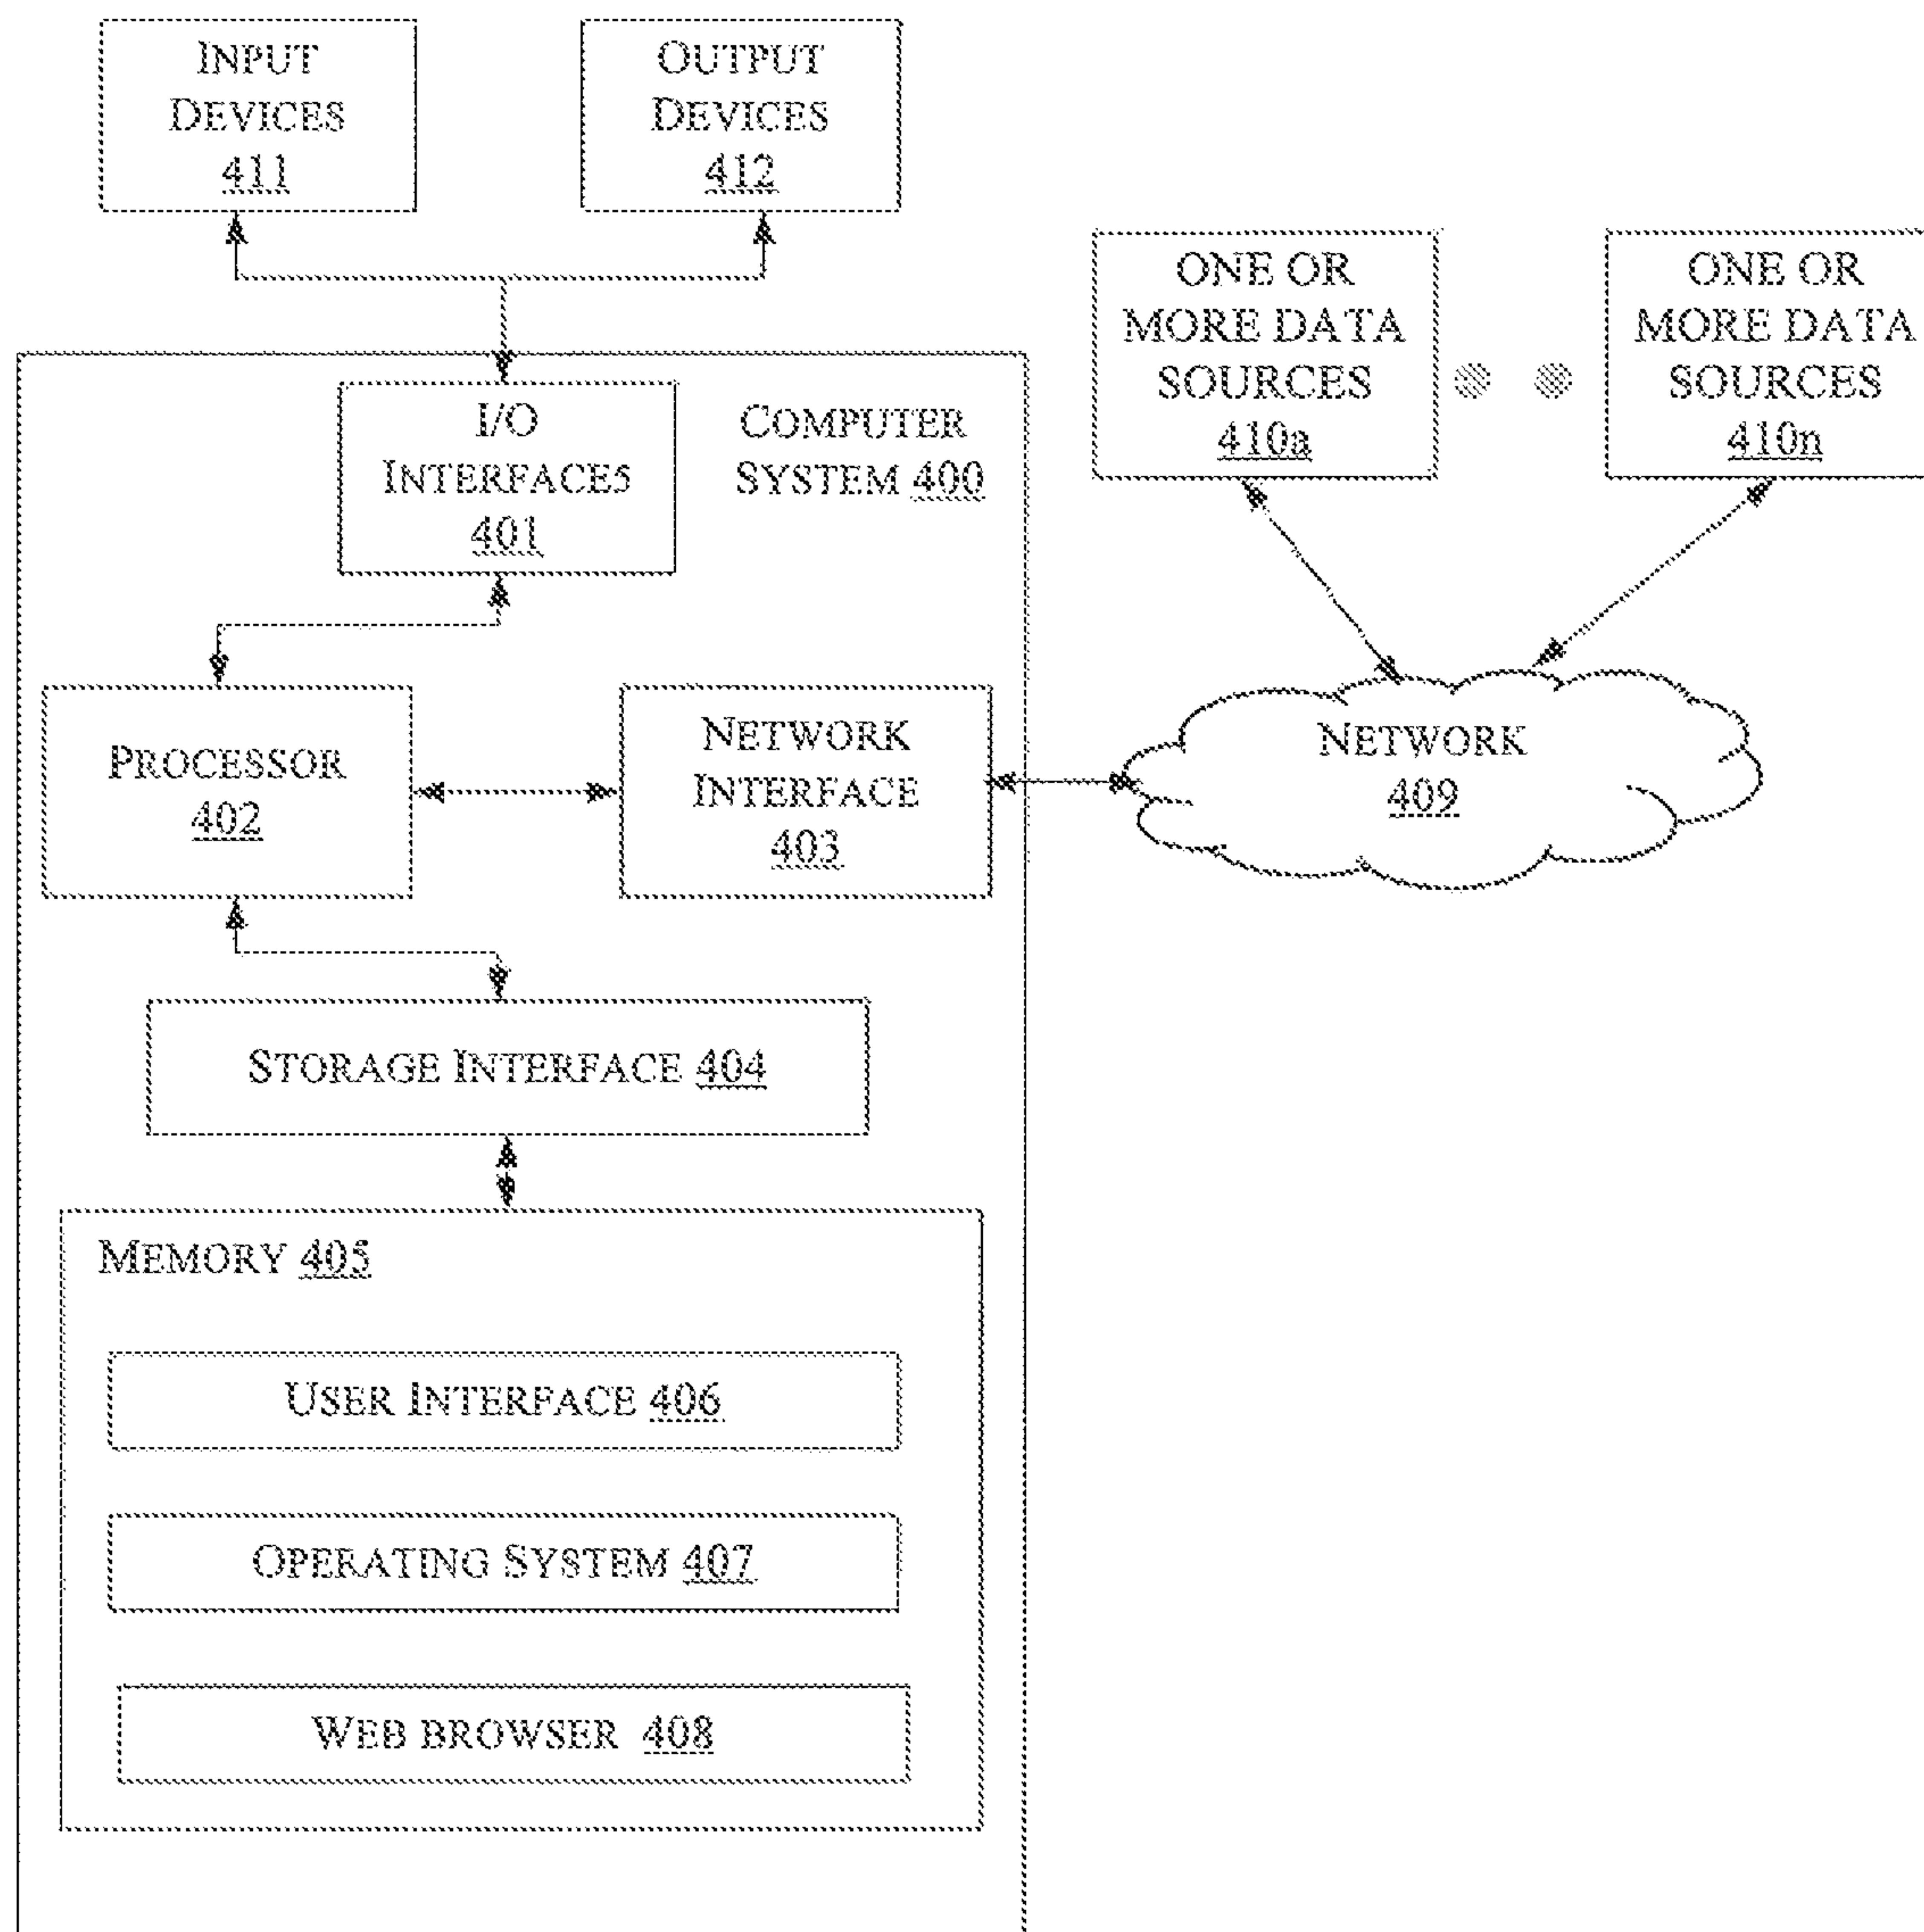 INPUT
DEVICES
411
OUTPUT
DEVICES
412
ONE OR
MORE DATA
SOURCES
410a
ONE OR
MORE DATA
SOURCES
410n
I/O
INTERFACE5
401
COMPUTER
SYSTEM 400
PROCESSOR
402
NETWORK
INTERFACE
403
NETWORK
409
STORAGE INTERFACE 404
MEMORY 405
USER INTERFACE 406
OPERATING SYSTEM 407
WEB BROWSER 408